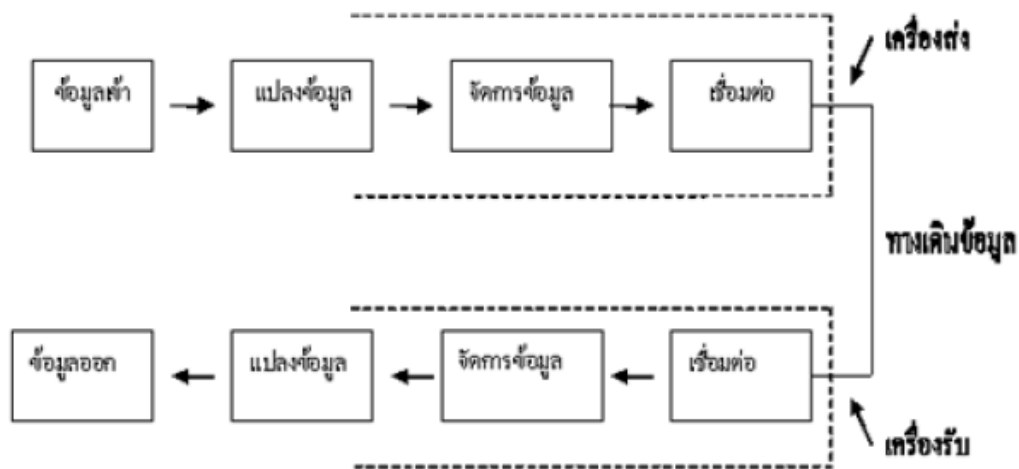 เครื่องส่ง
ข้อมูลเข้า
แปลงข้อมูล
จัดการข้อมูล
เชื่อมต่อ
ทางเดินข้อมูล
ข้อมูลออก
แปลงข้อมูล
จัดการข้อมูล
เชื่อมต่อ
เครื่องรับ